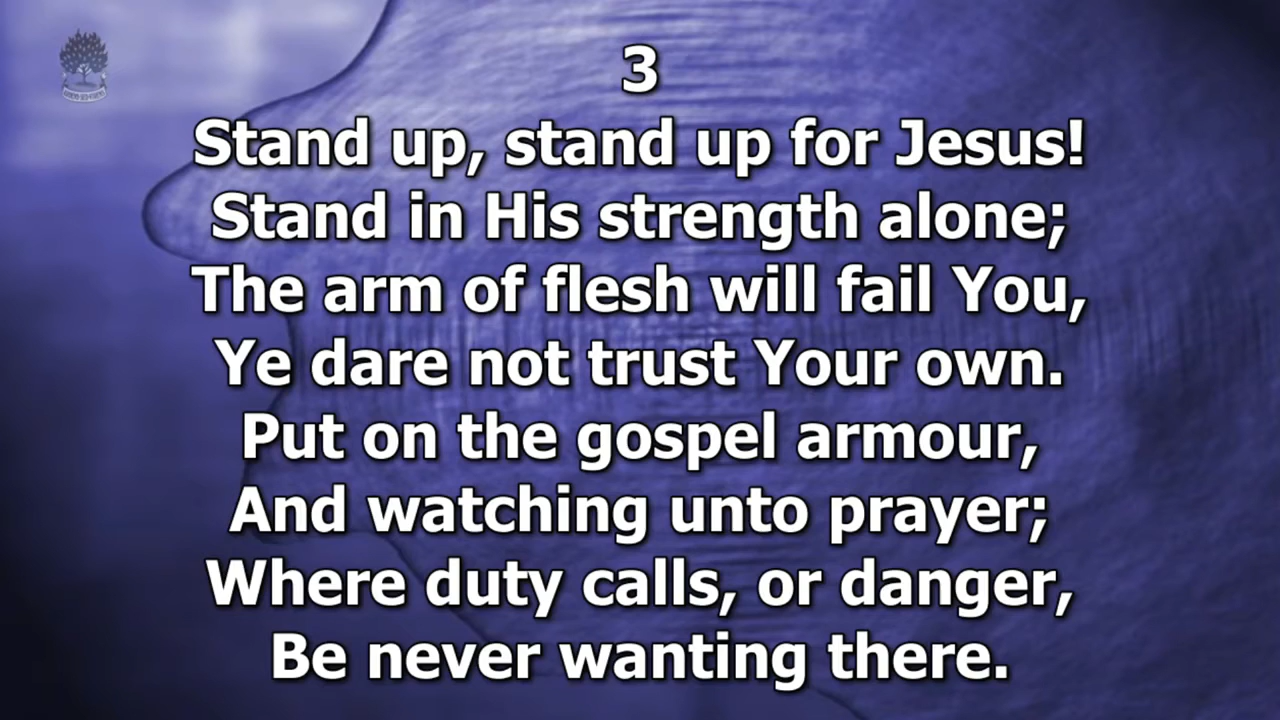 3
Stand up, stand up for Jesus!
Stand in His strength alone;
The arm of flesh will fail You,
Ye dare not trust Your own.
Put on the gospel armour,
And watching unto prayer;
Where duty calls, or danger,
Be never wanting there.